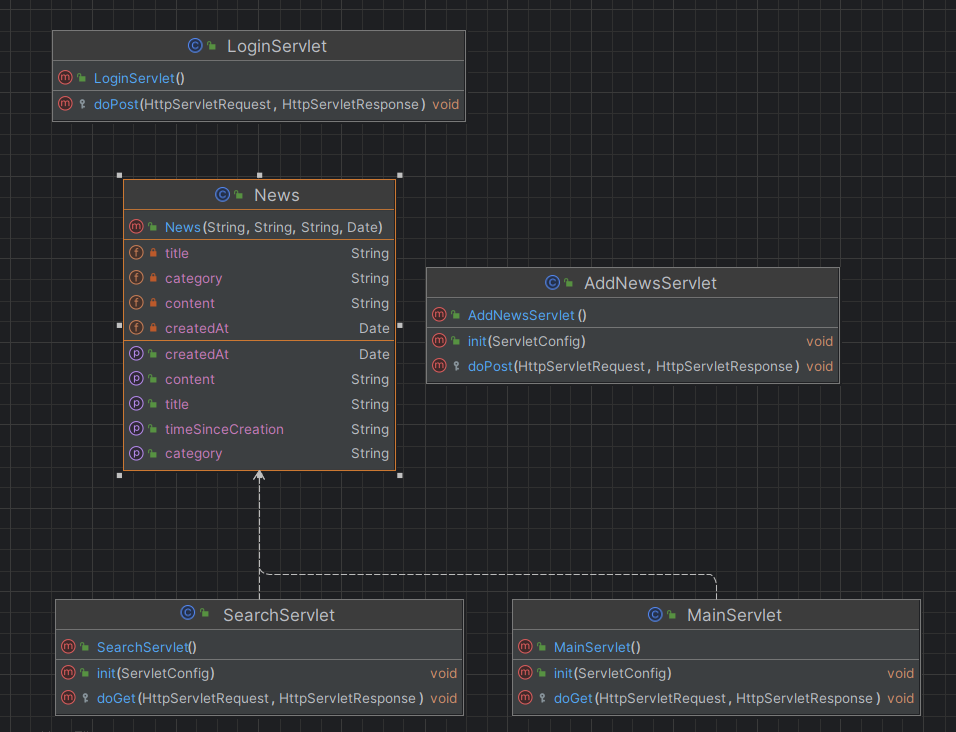 LoginServlet
LoginServlet()
doPost(HttpServletRequest, HttpServletResponse) void
News
News(String, String, String, Date)
title String
category String
content String
createdAt Date
createdAt Date
content String
title String
timeSinceCreation String
category String
AddNewsServlet
AddNewsServlet()
init(ServletConfig) void
doPost(HttpServletRequest, HttpServletResponse) void
SearchServlet
SearchServlet()
init(ServletConfig) void
doGet(HttpServletRequest, HttpServletResponse) void
MainServlet
MainServlet()
init(ServletConfig) void
doGet(HttpServletRequest, HttpServletResponse) void